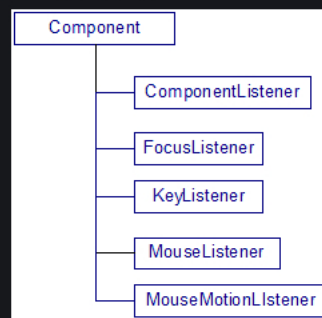 Component
ComponentListener
FocusListener
KeyListener
MouseListener
MouseMotionLIstener